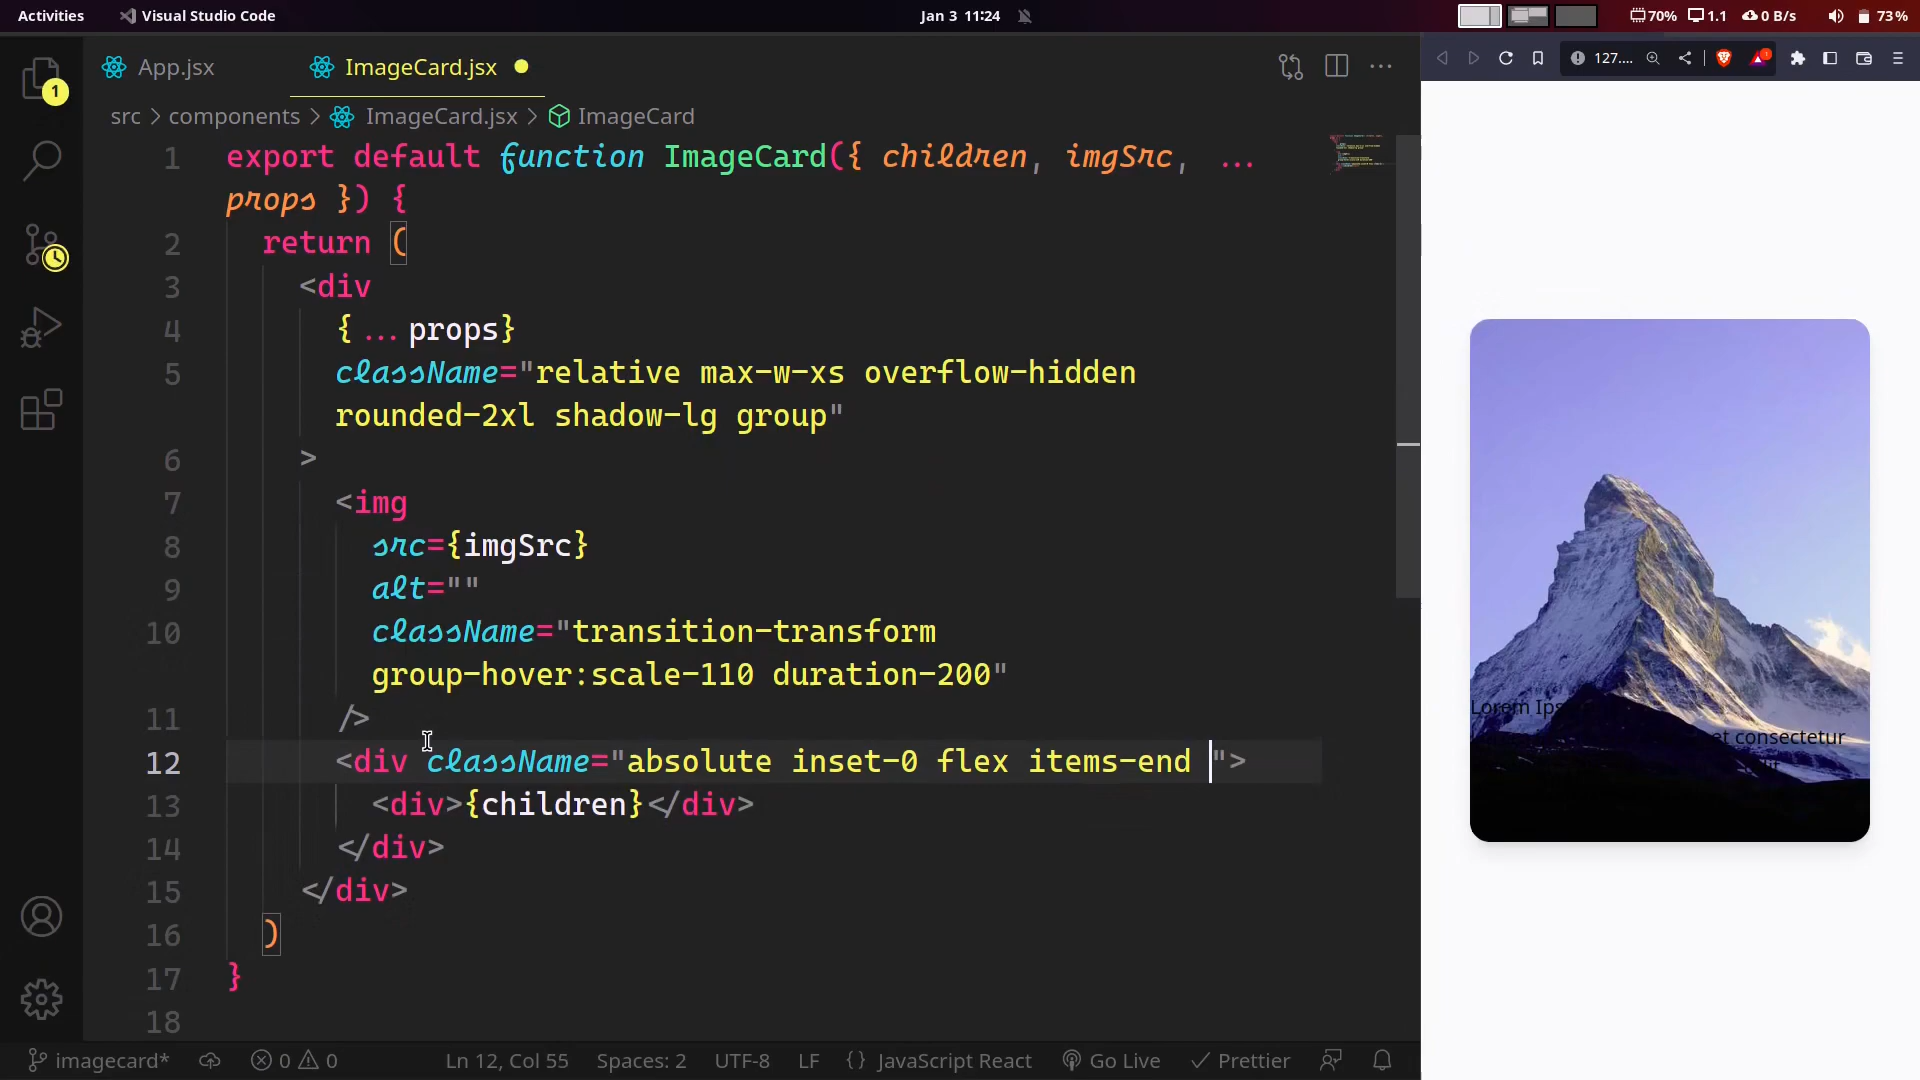 Activities Visual Studio Code Jan 3 11:24 70% 1.1 0 B/s 73%
App.jsx ImageCard.jsx
127....
1
src > components > ImageCard.jsx > ImageCard
1 export default function ImageCard({ children, imgSrc, ...
props }) {
2 return (
3 <div
4 {...props}
5 className="relative max-w-xs overflow-hidden
rounded-2xl shadow-lg group"
6 >
7 <img
8 src={imgSrc}
9 alt=""
10 className="transition-transform
group-hover:scale-110 duration-200"
11 />
12 <div className="absolute inset-0 flex items-end ">
13 <div>{children}</div>
14 </div>
15 </div>
16 )
17 }
18
Lorem Ips
et consectetur
imagecard* 0 0 Ln 12, Col 55 Spaces: 2 UTF-8 LF {} JavaScript React Go Live Prettier